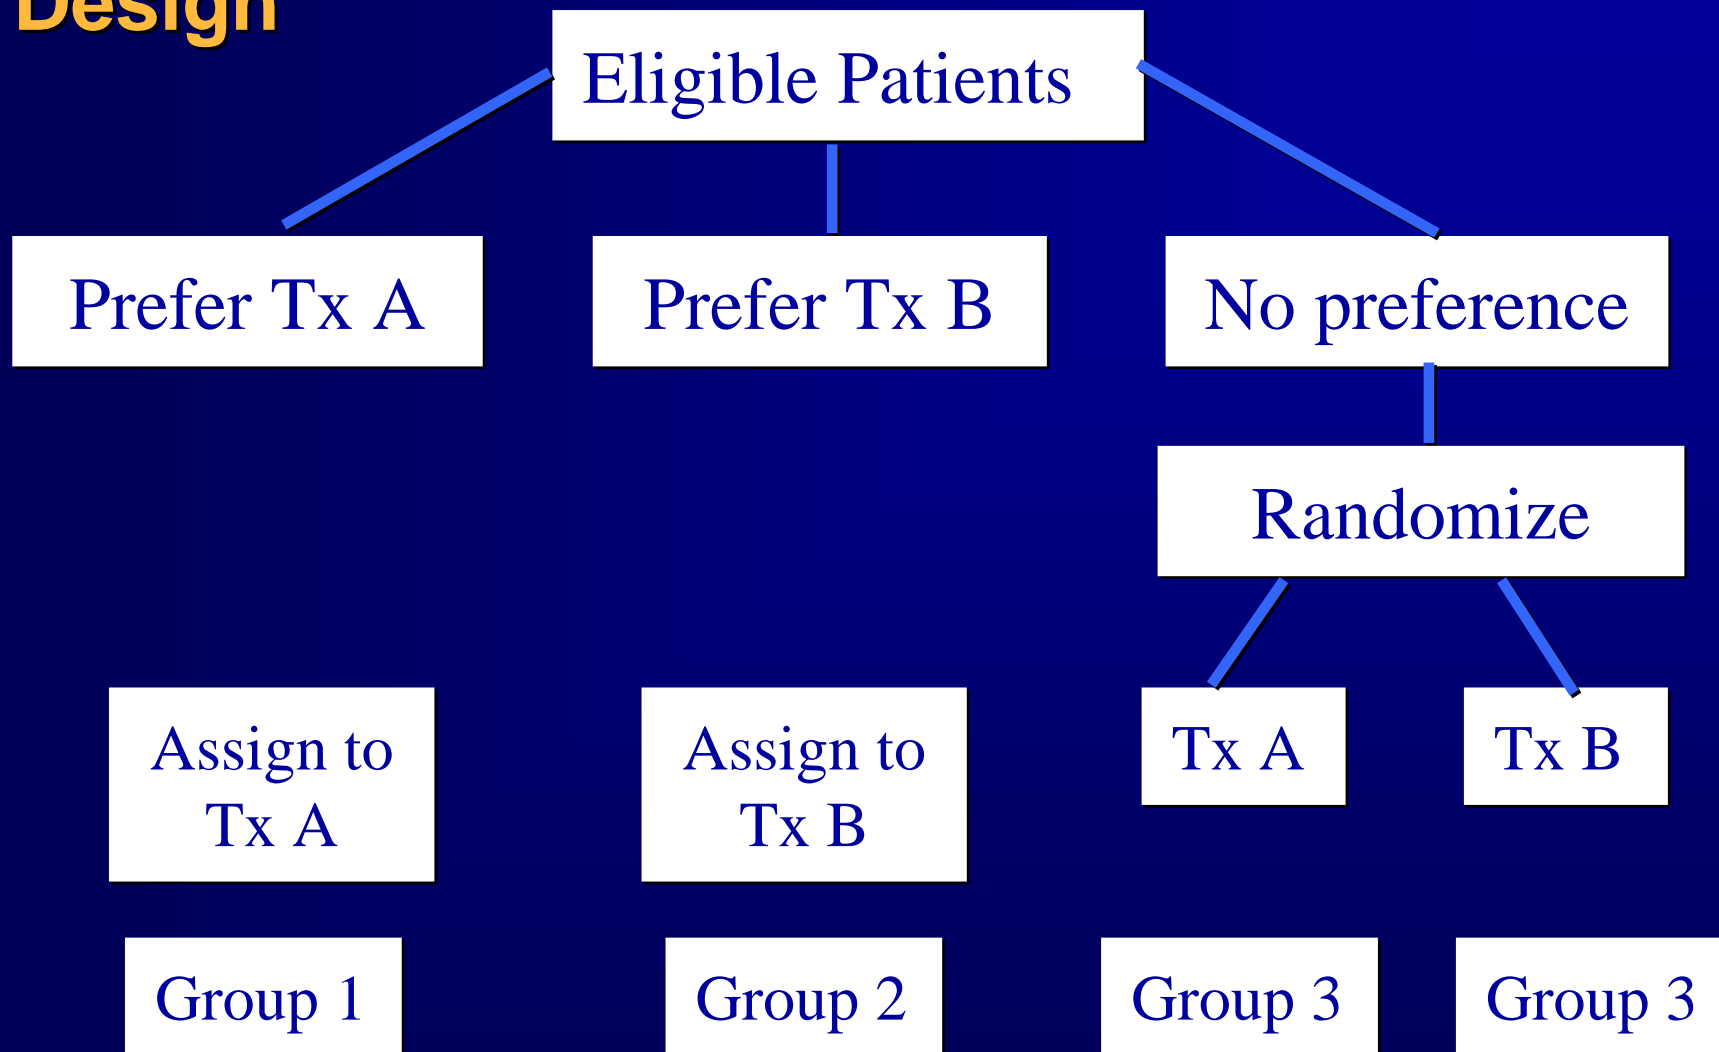 Design
Eligible Patients
Prefer Tx A
Prefer Tx B
No preference
Randomize
Assign to
Tx A
Assign to
Tx B
Tx A
Tx B
Group 1
Group 2
Group 3
Group 3